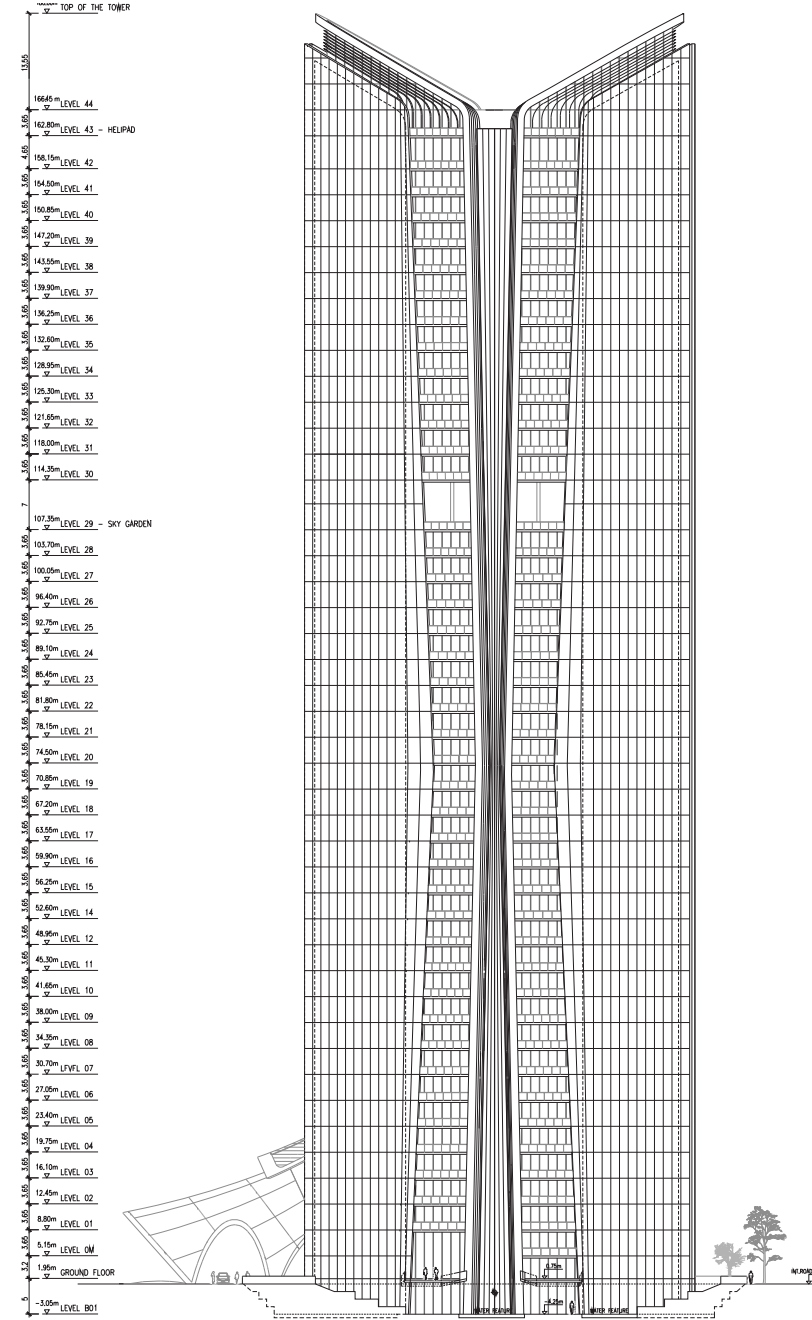 TOP OF THE TOWER
13.55
166.45 m LEVEL 44
3.65
162.80m LEVEL 43 - HELIPAD
4.65
158.15m LEVEL 42
3.65
154.50m LEVEL 41
3.65
150.85m LEVEL 40
3.65
147.20m LEVEL 39
3.65
143.55m LEVEL 38
3.65
139.90m LEVEL 37
3.65
136.25m LEVEL 36
3.65
132.60m LEVEL 35
3.65
128.95m LEVEL 34
3.65
125.30m LEVEL 33
3.65
121.65m LEVEL 32
3.65
118.00m LEVEL 31
3.65
114.35m LEVEL 30
7
107.35m LEVEL 29 - SKY GARDEN
3.65
103.70m LEVEL 28
3.65
100.05m LEVEL 27
3.65
96.40m LEVEL 26
3.65
92.75m LEVEL 25
3.65
89.10m LEVEL 24
3.65
85.45m LEVEL 23
3.65
81.80m LEVEL 22
3.65
78.15m LEVEL 21
3.65
74.50m LEVEL 20
3.65
70.85m LEVEL 19
3.65
67.20m LEVEL 18
3.65
63.55m LEVEL 17
3.65
59.90m LEVEL 16
3.65
56.25m LEVEL 15
3.65
52.60m LEVEL 14
3.65
48.95m LEVEL 12
3.65
45.30m LEVEL 11
3.65
41.65m LEVEL 10
3.65
38.00m LEVEL 09
3.65
34.35m LEVEL 08
3.65
30.70m LEVEL 07
3.65
27.05m LEVEL 06
3.65
23.40m LEVEL 05
3.65
19.75m LEVEL 04
3.65
16.10m LEVEL 03
3.65
12.45m LEVEL 02
3.65
8.80m LEVEL 01
3.65
5.15m LEVEL 0M
3.2
1.95m GROUND FLOOR
0.75m
INT.ROAD
5
-3.05m LEVEL B01
-4.25m
WATER FEATURE
WATER FEATURE